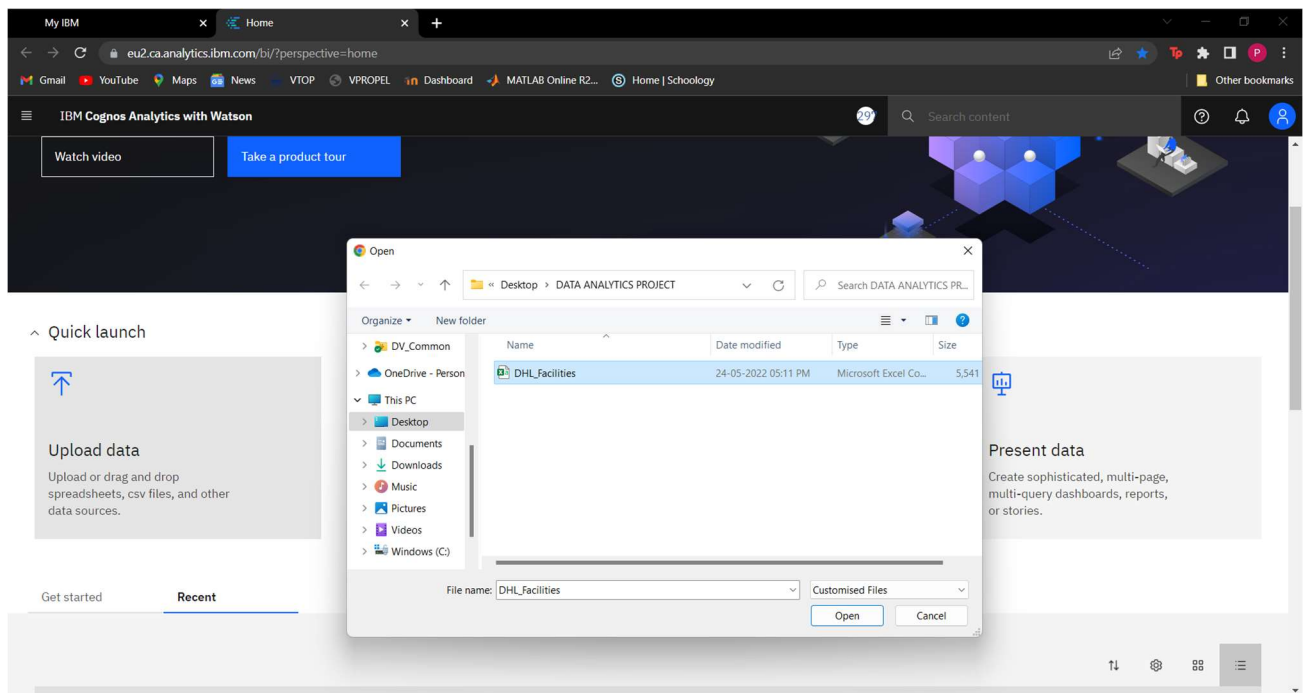 My IBM
Home
eu2.ca.analytics.ibm.com/bi/?perspective=home
Gmail YouTube Maps News VTOP VPROPEL Dashboard MATLAB Online R2... Home | Schoology Other bookmarks
IBM Cognos Analytics with Watson 29° Search content
Watch video Take a product tour
Open
« Desktop > DATA ANALYTICS PROJECT Search DATA ANALYTICS PR...
Organize New folder
Name Date modified Type Size
DV_Common
OneDrive - Person DHL_Facilities 24-05-2022 05:11 PM Microsoft Excel Co... 5,541
This PC
Desktop
Documents
Downloads
Music
Pictures
Videos
Windows (C:)
File name: DHL_Facilities Customised Files
Open Cancel
Quick launch
Upload data
Upload or drag and drop
spreadsheets, csv files, and other
data sources.
Present data
Create sophisticated, multi-page,
multi-query dashboards, reports,
or stories.
Get started Recent